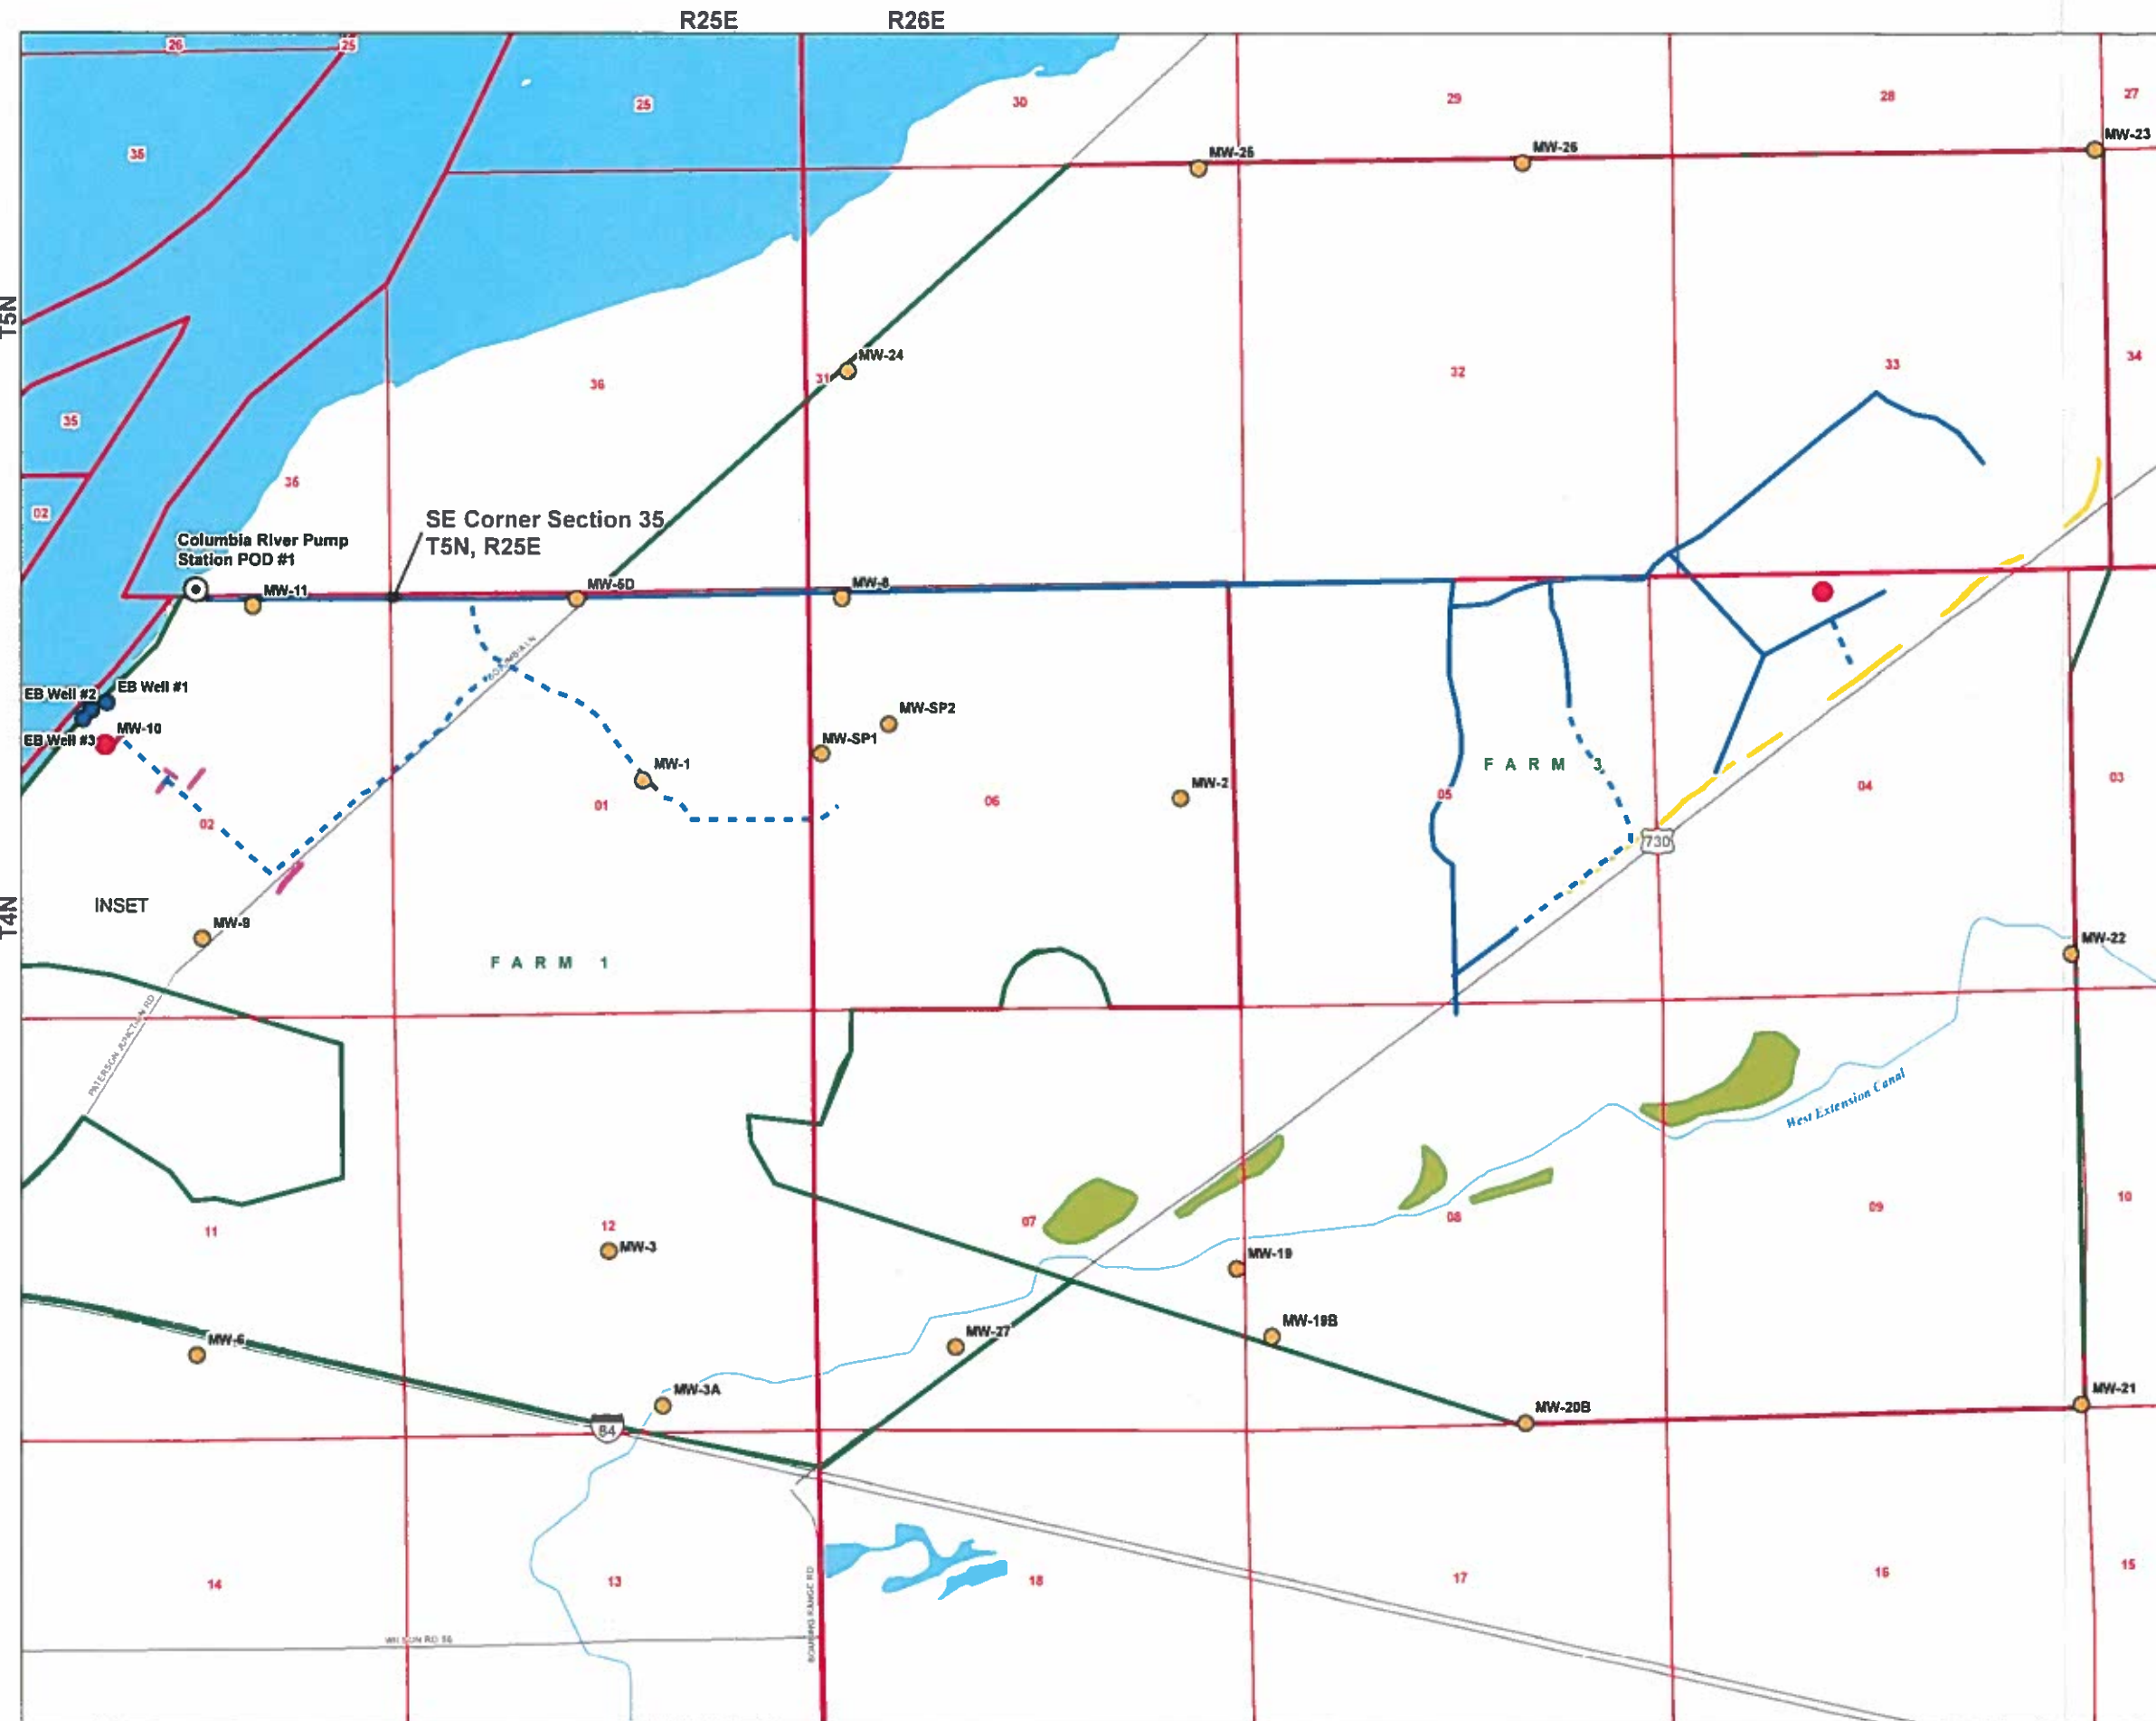 R25E R26E
26 25
25 30 29 28 27
35
MW-25 MW-26 MW-23
T5N
MW-24
36 31 32 33 34
35
36
02
SE Corner Section 35,
T5N, R25E
Columbia River Pump
Station POD #1
MW-11 MW-5D MW-8
EB Well #2 EB Well #1
EB Well #3 MW-10
MW-SP2
MW-SP1
MW-1 MW-2
FARM 3
02 01 06 05 04 03
730
INSET
T4N
MW-9
FARM 1
MW-22
PATERSON JUNCTION RD
West Extension Canal
11 12 07 08 09 10
MW-3 MW-19
MW-19B
MW-6 MW-27
MW-3A MW-20B MW-21
84
14 13 18 17 16 15
WILSON RD